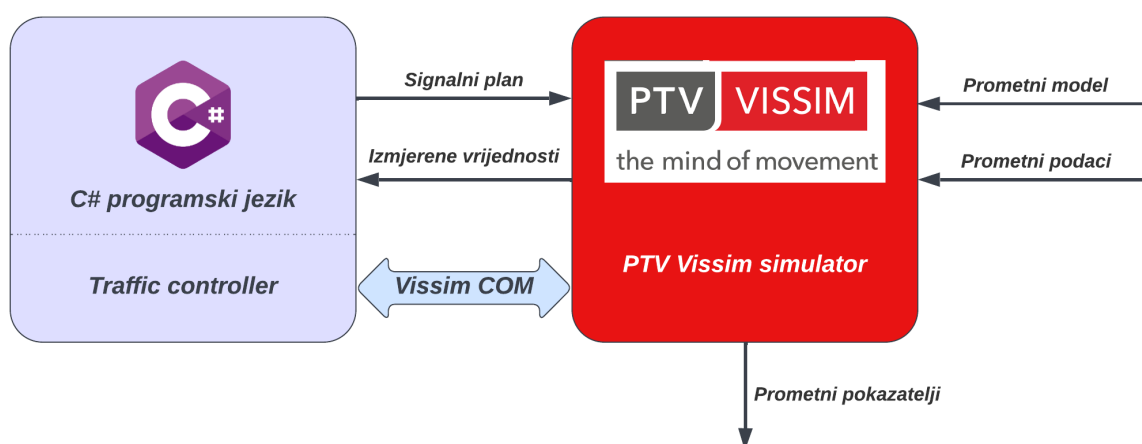 C#
C# programski jezik
Traffic controller
Signalni plan
Izmjerene vrijednosti
Vissim COM
PTV VISSIM
the mind of movement
PTV Vissim simulator
Prometni model
Prometni podaci
Prometni pokazatelji